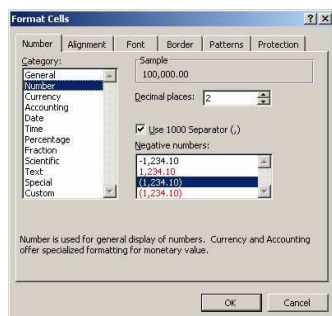 Format Cells
Number Alignment Font Border Patterns Protection
Category:
General
Number
Currency
Accounting
Date
Time
Percentage
Fraction
Scientific
Text
Special
Custom
Sample
100,000.00
Decimal places: 2
Use 1000 Separator (,)
Negative numbers:
-1,234.10
1,234.10
(1,234.10)
(1,234.10)
Number is used for general display of numbers. Currency and Accounting
offer specialized formatting for monetary value.
OK Cancel